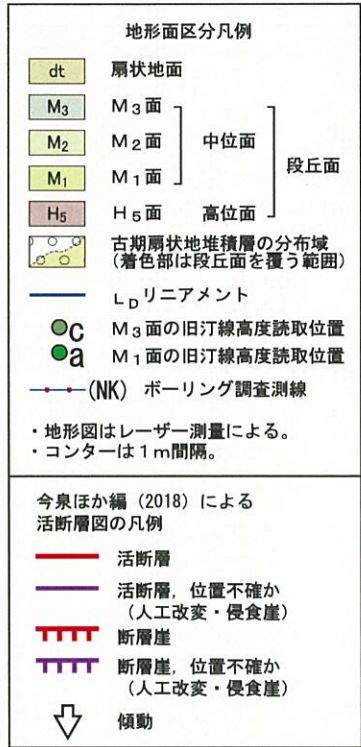 地形面区分凡例
dt 扇状地面
M3 M3面
M2 M2面 中位面
段丘面
M1 M1面
H5 H5面 高位面
古期扇状地堆積層の分布域
(着色部は段丘面を覆う範囲)
LDリニアメント
c M3面の旧汀線高度読取位置
a M1面の旧汀線高度読取位置
(NK) ボーリング調査測線
・地形図はレーザー測量による。
・コンターは1m間隔。
今泉ほか編（2018）による
活断層図の凡例
活断層
活断層，位置不確か
（人工改変・侵食崖）
断層崖
断層崖，位置不確か
（人工改変・侵食崖）
傾動